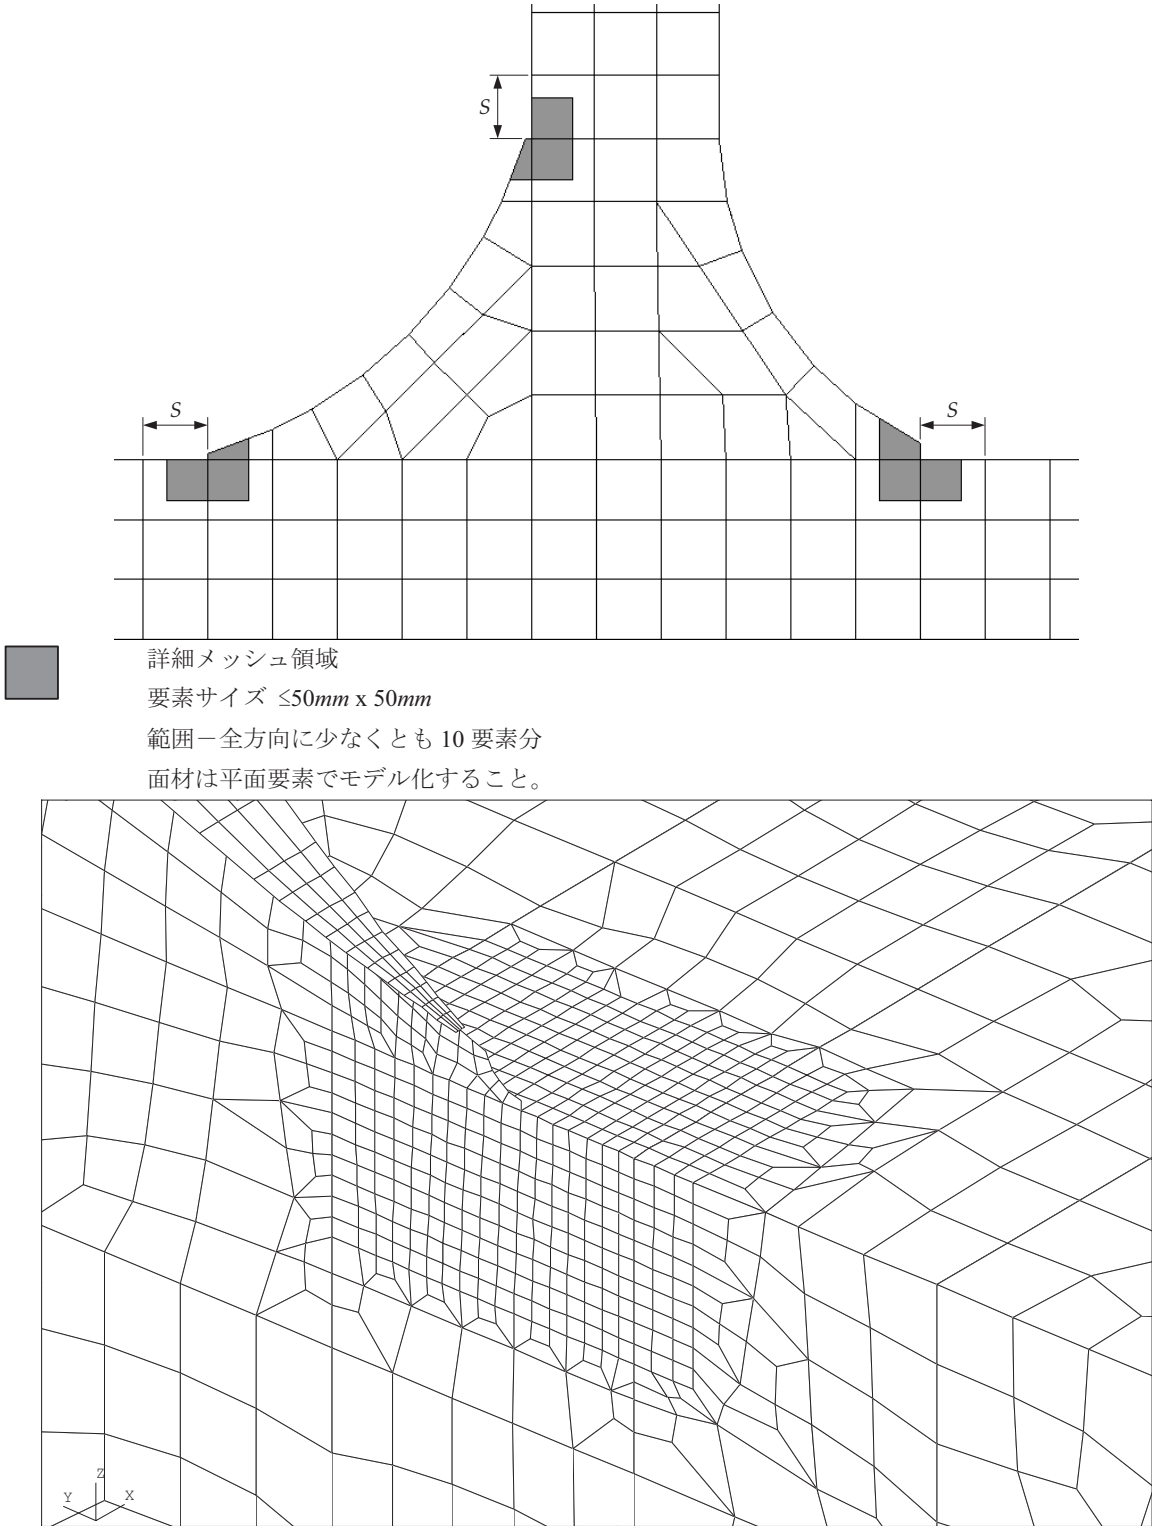 S
S
S
詳細メッシュ領域
要素サイズ ≤50mm x 50mm
範囲－全方向に少なくとも 10 要素分
面材は平面要素でモデル化すること。
Z
Y
X